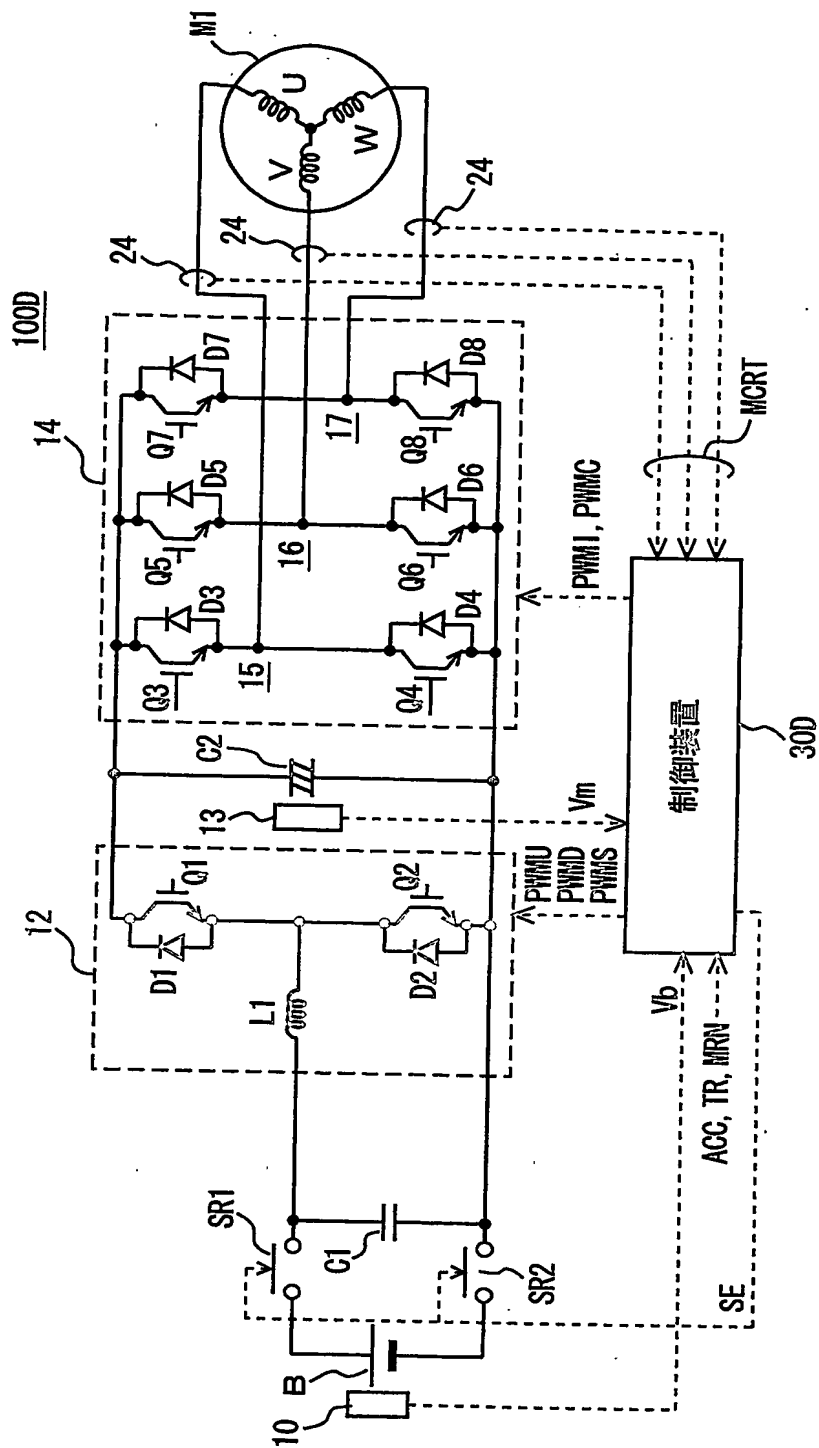 100D
10
B
SR1
SR2
C1
SE
12
L1
D1
Q1
D2
Q2
13
C2
14
Q3
D3
Q5
D5
Q7
D7
15
16
17
Q4
D4
Q6
D6
Q8
D8
24
24
24
M1
U
V
W
Vb
ACC, TR, MRN
PWMU
PWMD
PWMS
Vm
PWMI, PWMC
MCRT
制御装置
30D